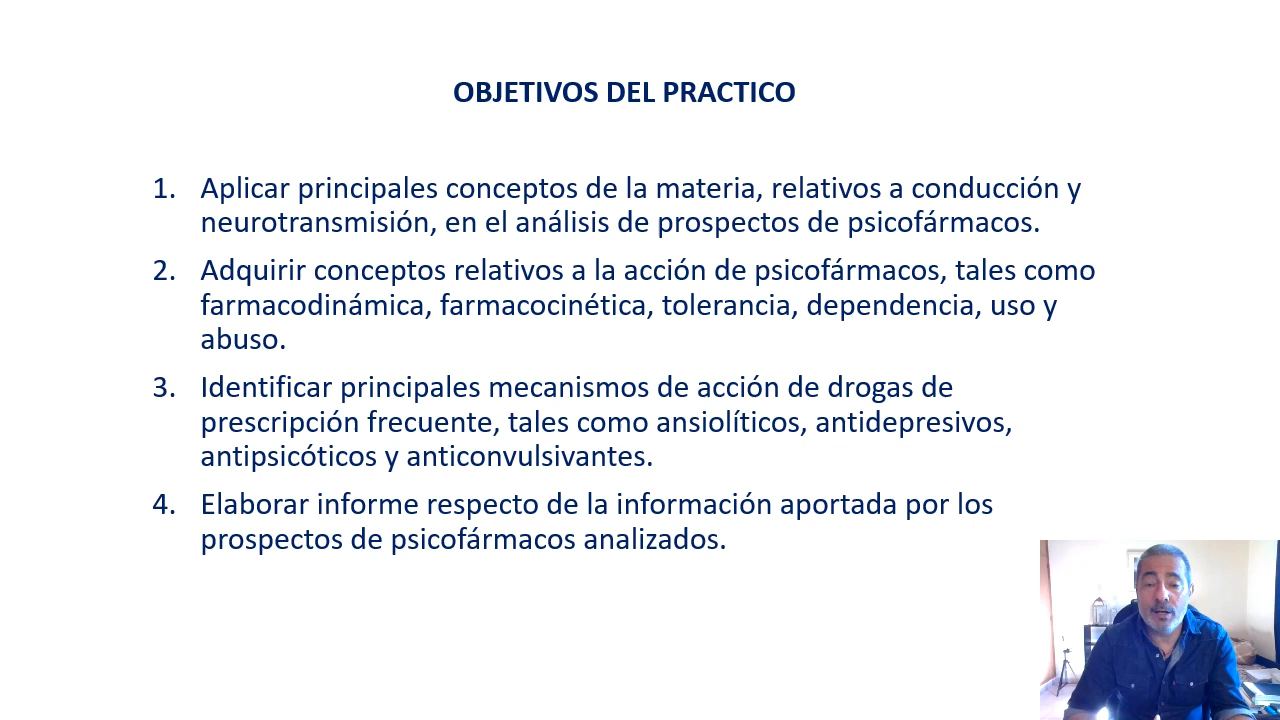 OBJETIVOS DEL PRACTICO
1. Aplicar principales conceptos de la materia, relativos a conducción y
neurotransmisión, en el análisis de prospectos de psicofármacos.
2. Adquirir conceptos relativos a la acción de psicofármacos, tales como
farmacodinámica, farmacocinética, tolerancia, dependencia, uso y
abuso.
3. Identificar principales mecanismos de acción de drogas de
prescripción frecuente, tales como ansiolíticos, antidepresivos,
antipsicóticos y anticonvulsivantes.
4. Elaborar informe respecto de la información aportada por los
prospectos de psicofármacos analizados.